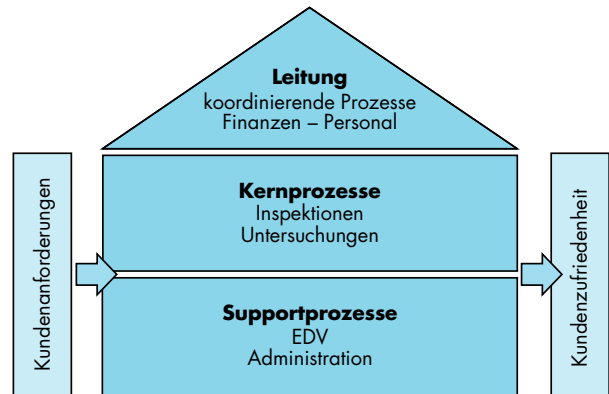 Leitung
koordinierende Prozesse
Finanzen – Personal
Kundenanforderungen
Kernprozesse
Inspektionen
Untersuchungen
Supportprozesse
EDV
Administration
Kundenzufriedenheit